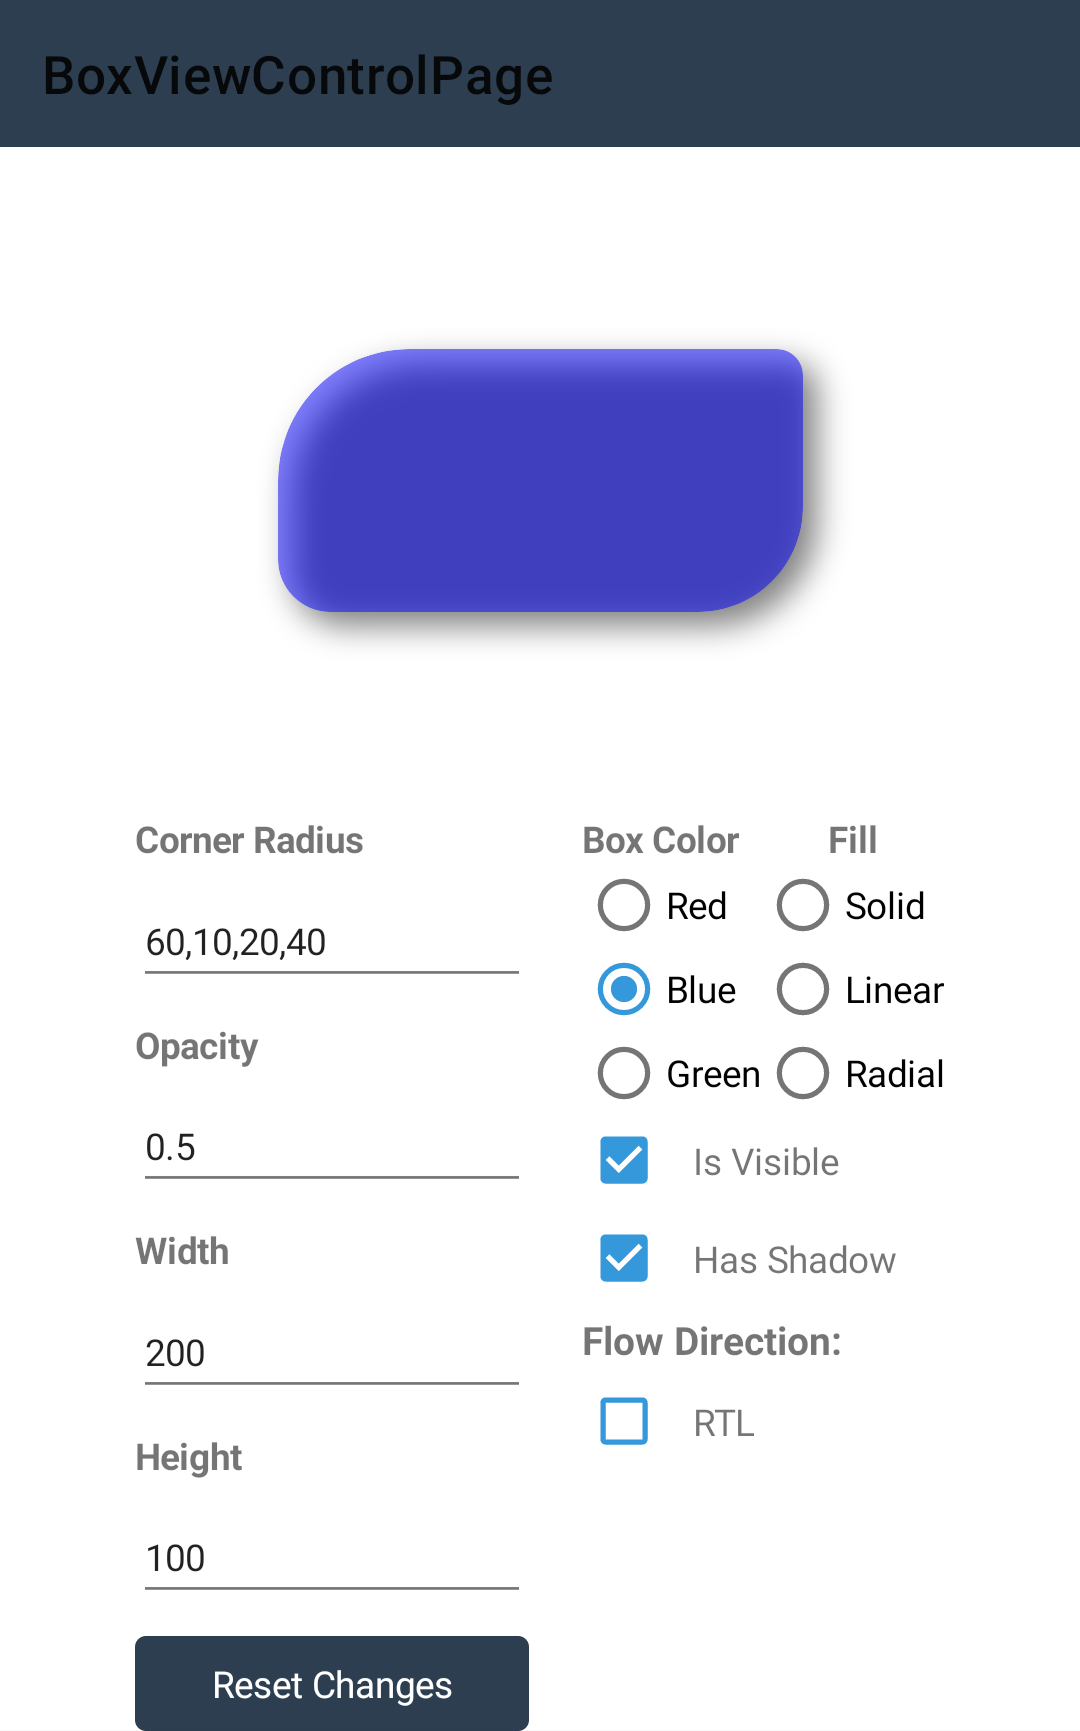 BoxViewControlPage
Corner Radius
60,10,20,40
Opacity
0.5
Width
200
Height
100
Reset Changes
Box Color
Red
Blue
Green
Fill
Solid
Linear
Radial
Is Visible
Has Shadow
Flow Direction:
RTL